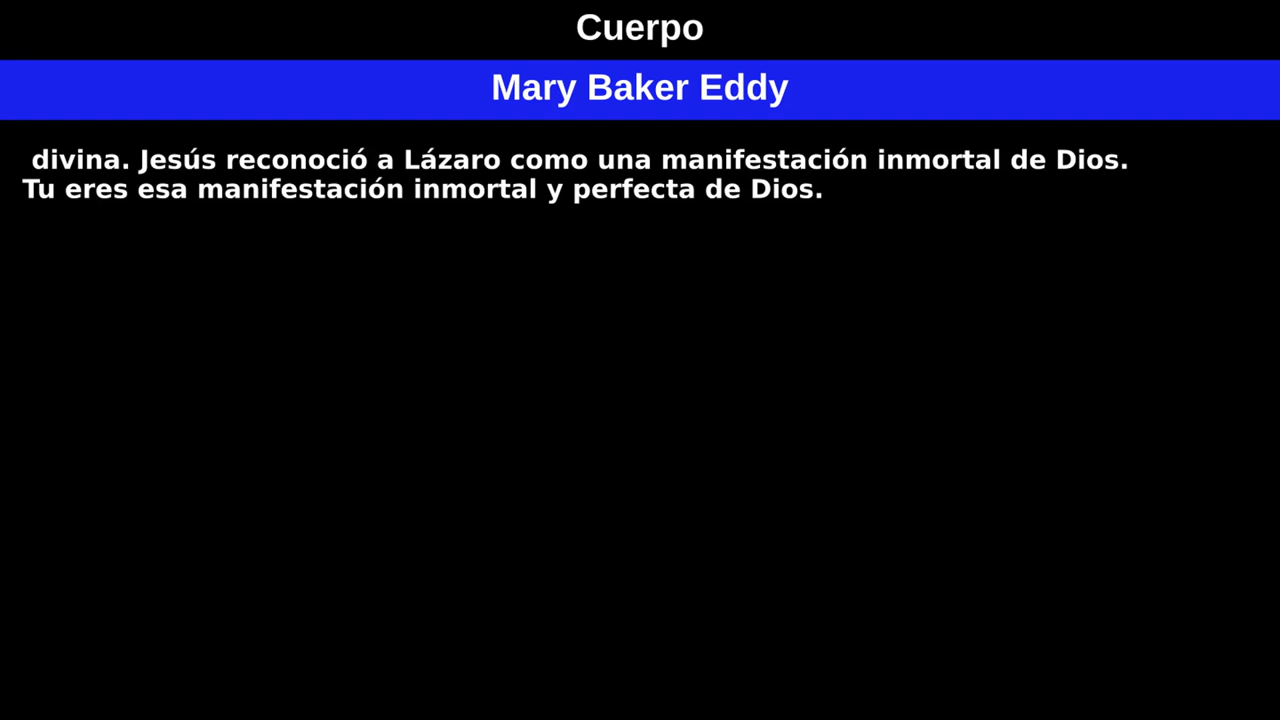 Cuerpo
Mary Baker Eddy
divina. Jesús reconoció a Lázaro como una manifestación inmortal de Dios.
Tu eres esa manifestación inmortal y perfecta de Dios.